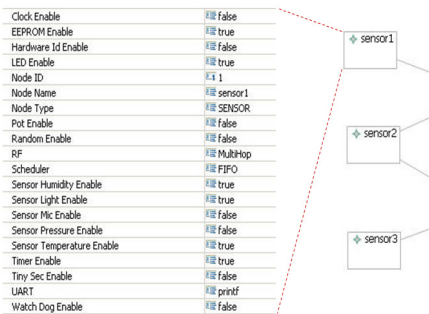 Clock Enable false
EEPROM Enable true
Hardware Id Enable false
LED Enable true
Node ID 1
Node Name sensor1
Node Type SENSOR
Pot Enable false
Random Enable false
RF MultiHop
Scheduler FIFO
Sensor Humidity Enable true
Sensor Light Enable true
Sensor Mic Enable false
Sensor Pressure Enable false
Sensor Temperature Enable true
Timer Enable true
Tiny Sec Enable false
UART printf
Watch Dog Enable false
sensor1
sensor2
sensor3